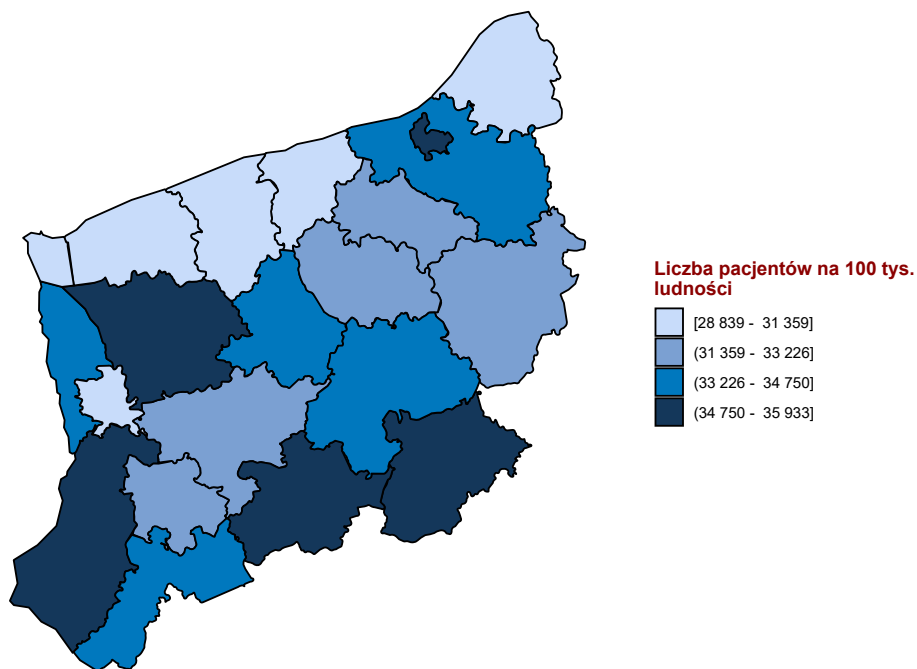 Liczba pacjentów na 100 tys.
ludności
[28 839 - 31 359]
(31 359 - 33 226]
(33 226 - 34 750]
(34 750 - 35 933]